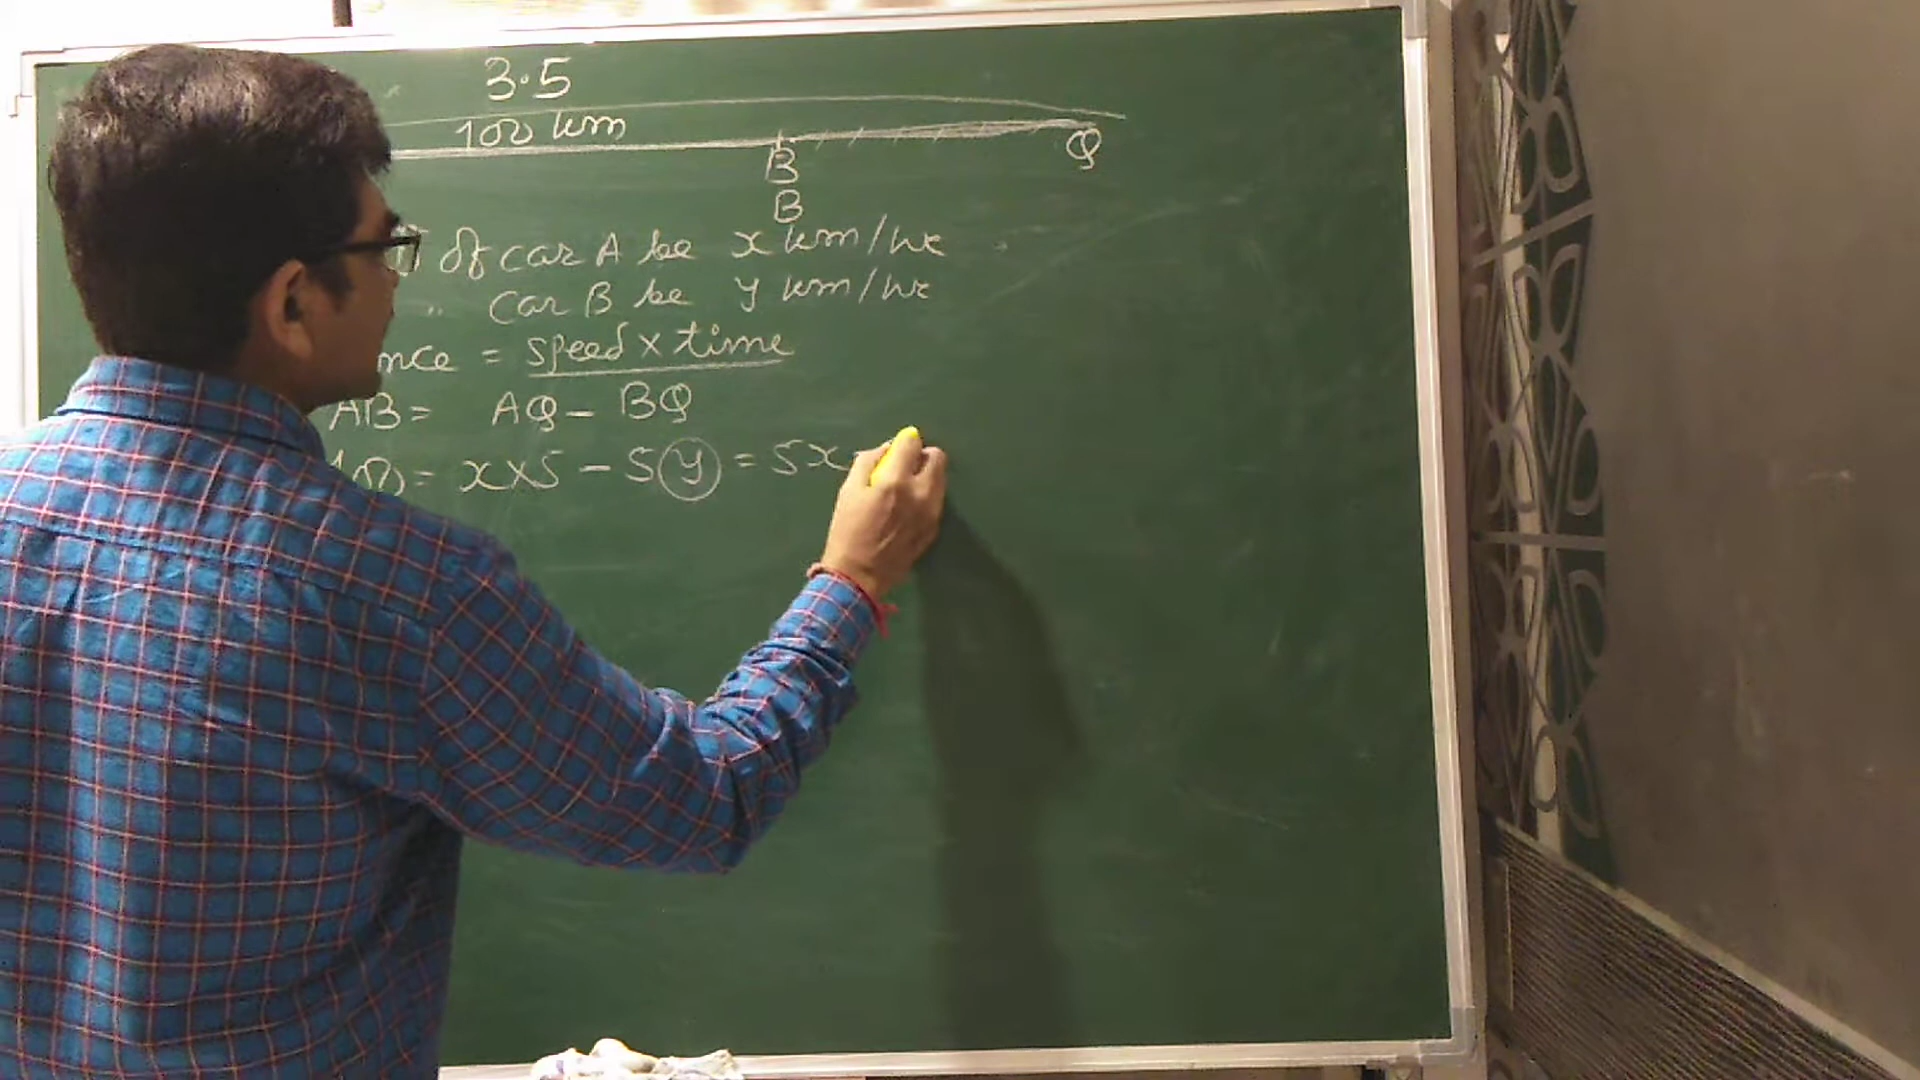 3.5
100 km
B Q
B
of car A be x km/hr
" car B be y km/hr
= speed x time
AB = AQ - BQ
100 = x x 5 - 5 y = 5x